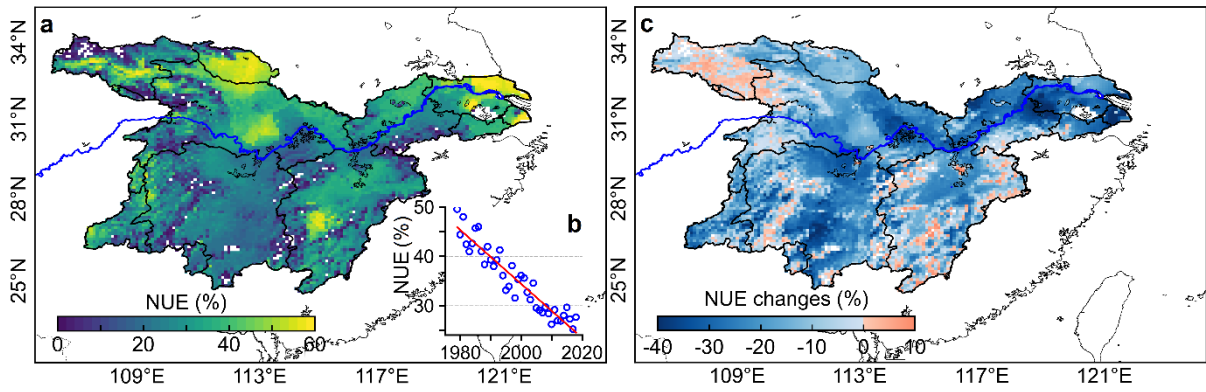 a
34°N
31°N
28°N
25°N
NUE (%)
0 20 40 60
109°E 113°E 117°E 121°E
b
NUE (%)
50
40
30
1980 2000 2020
c
34°N
31°N
28°N
25°N
NUE changes (%)
-40 -30 -20 -10 0 10
109°E 113°E 117°E 121°E